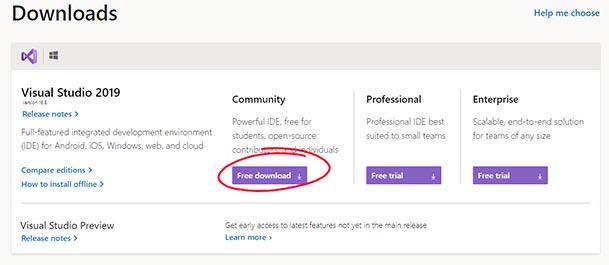 Downloads
Help me choose
Visual Studio 2019
Version 16.8
Release notes >
Full-featured integrated development environment
(IDE) for Android, iOS, Windows, web, and cloud
Compare editions >
How to install offline >
Community
Powerful IDE, free for
students, open-source
contributors and individuals
Free download
Professional
Professional IDE best
suited to small teams
Free trial
Enterprise
Scalable, end-to-end solution
for teams of any size
Free trial
Visual Studio Preview
Release notes >
Get early access to latest features not yet in the main release
Learn more >